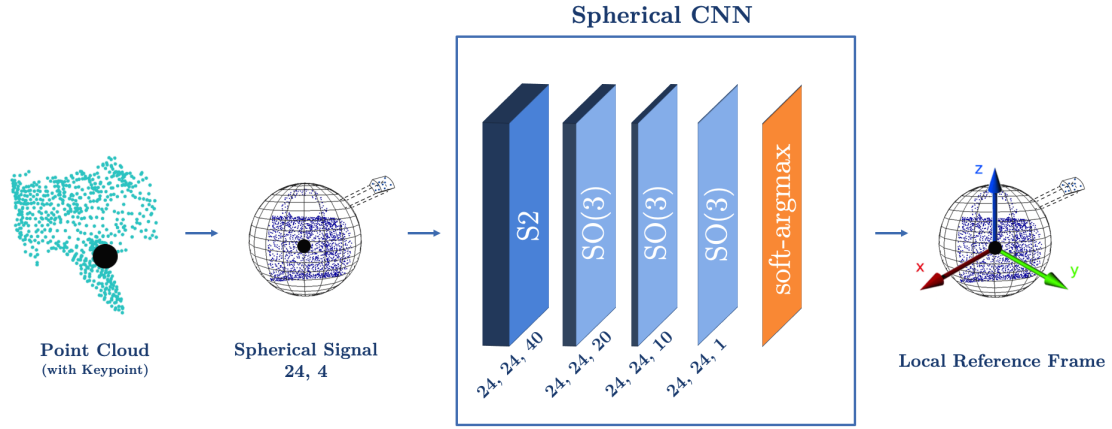 Spherical CNN
S2
SO(3)
SO(3)
SO(3)
soft-argmax
24, 24, 40
24, 24, 20
24, 24, 10
24, 24, 1
z
x
y
Point Cloud
(with Keypoint)
Spherical Signal
24, 4
Local Reference Frame